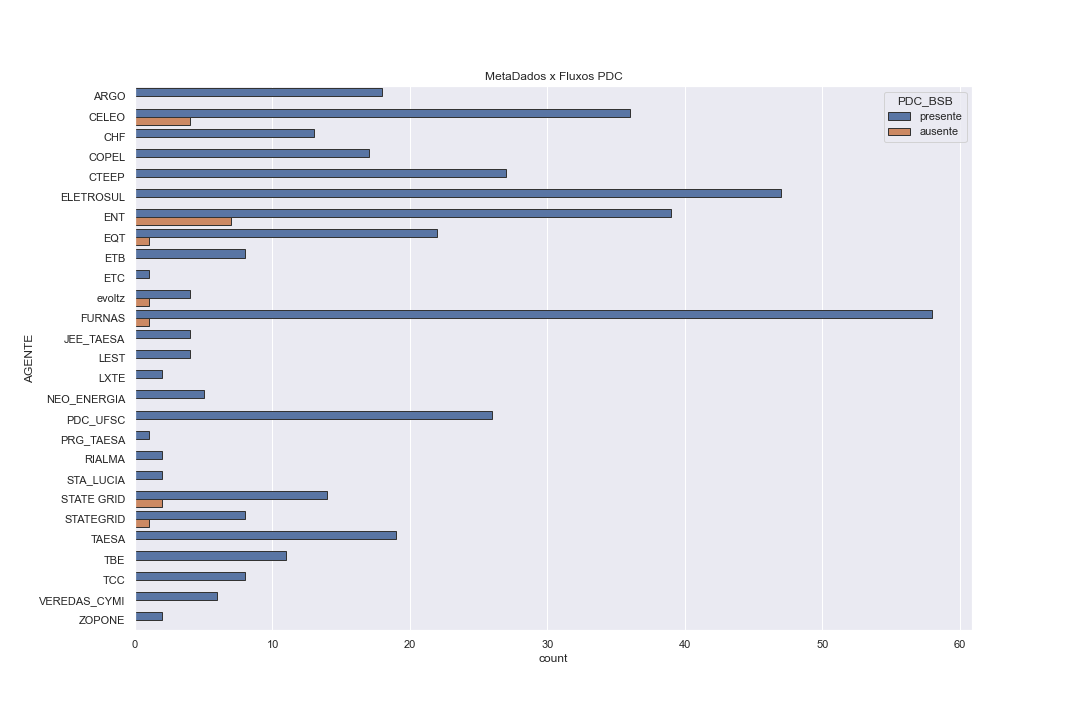 MetaDados x Fluxos PDC
PDC_BSB
presente
ausente
AGENTE
ARGO
CELEO
CHF
COPEL
CTEEP
ELETROSUL
ENT
EQT
ETB
ETC
evoltz
FURNAS
JEE_TAESA
LEST
LXTE
NEO_ENERGIA
PDC_UFSC
PRG_TAESA
RIALMA
STA_LUCIA
STATE GRID
STATEGRID
TAESA
TBE
TCC
VEREDAS_CYMI
ZOPONE
0 10 20 30 40 50 60
count